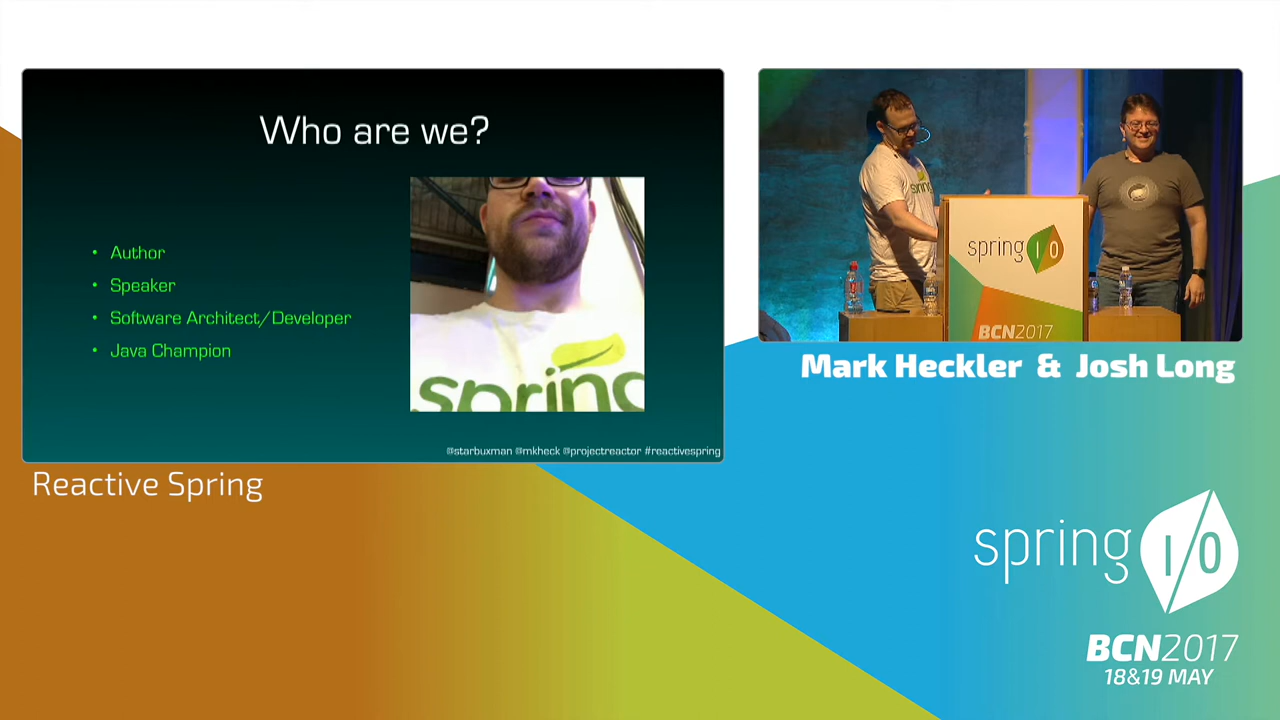 Who are we?
• Author
• Speaker
• Software Architect/Developer
• Java Champion
spring
@starbuxman @mkheck @projectreactor #reactivespring
Reactive Spring
spring
spring I/O
BCN2017
Mark Heckler & Josh Long
spring I/O
BCN2017
18&19 MAY